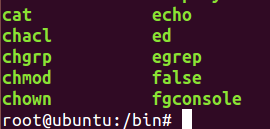 cat echo
chacl ed
chgrp egrep
chmod false
chown fgconsole
root@ubuntu:/bin#